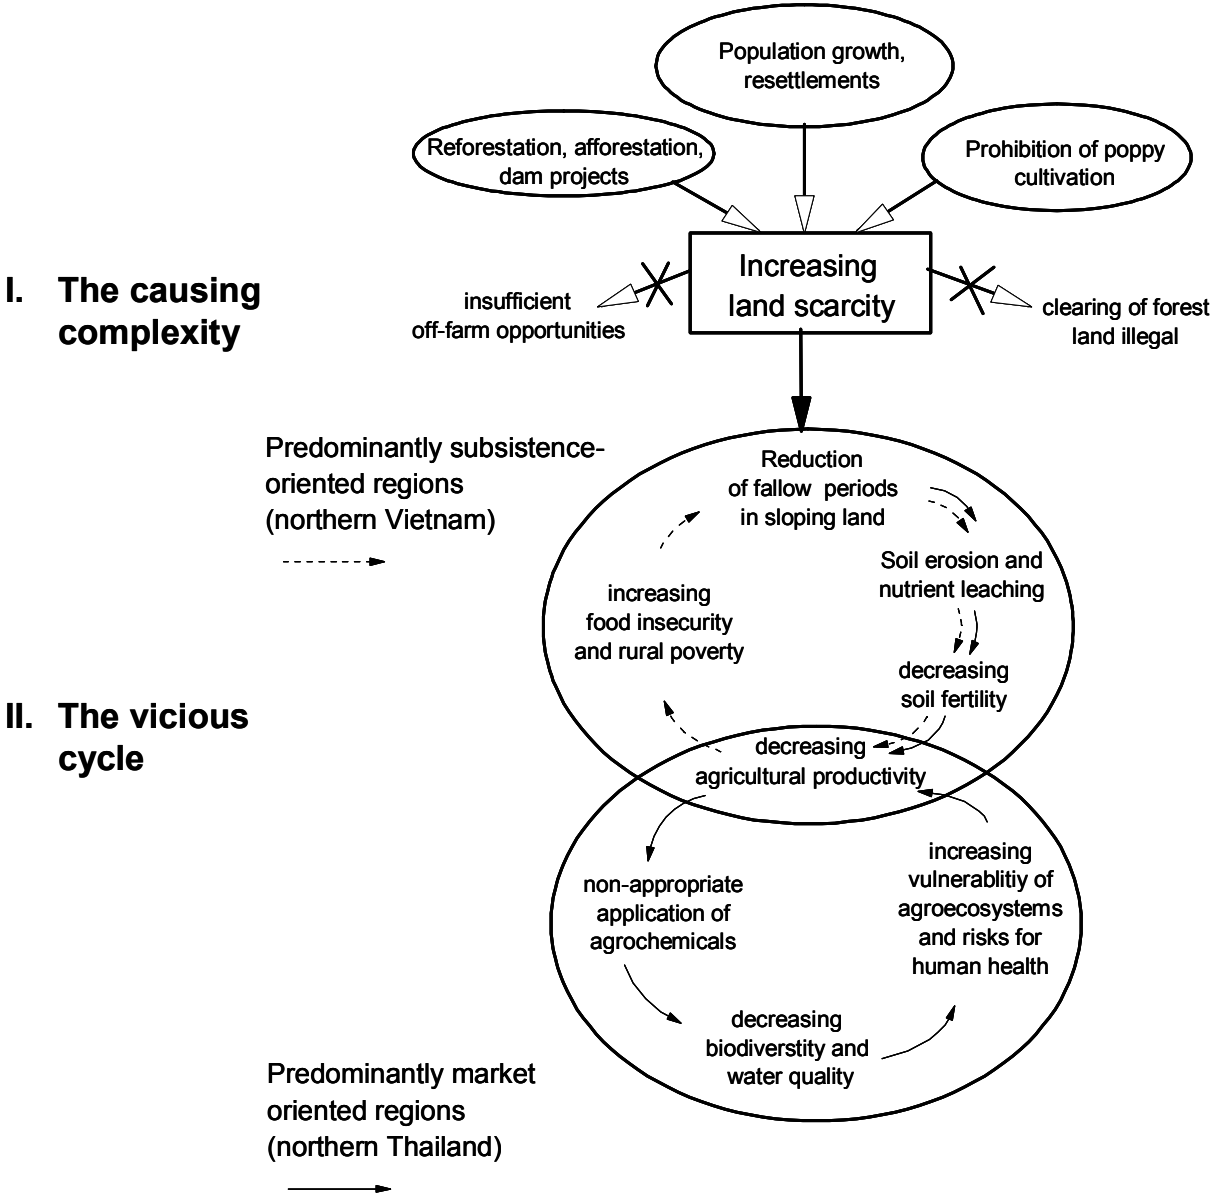 Population growth,
resettlements
Reforestation, afforestation,
dam projects
Prohibition of poppy
cultivation
Increasing
land scarcity
I. The causing
complexity
insufficient
off-farm opportunities
clearing of forest
land illegal
Predominantly subsistence-
oriented regions
(northern Vietnam)
Reduction
of fallow periods
in sloping land
Soil erosion and
nutrient leaching
increasing
food insecurity
and rural poverty
decreasing
soil fertility
II. The vicious
cycle
decreasing
agricultural productivity
non-appropriate
application of
agrochemicals
increasing
vulnerablitiy of
agroecosystems
and risks for
human health
decreasing
biodiverstity and
water quality
Predominantly market
oriented regions
(northern Thailand)